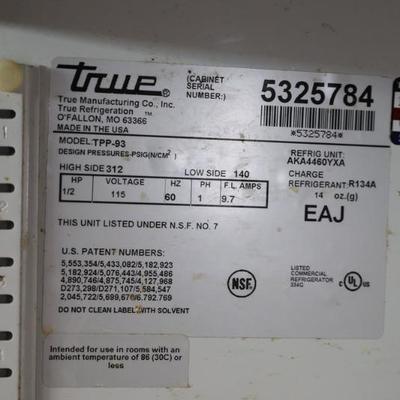 true®
(CABINET
SERIAL
NUMBER:)
5325784
*5325784*
True Manufacturing Co., Inc.
True Refrigeration
O'FALLON, MO 63366
MADE IN THE USA
MODEL: TPP-93
DESIGN PRESSURES-PSIG(N/CM²)
REFRIG UNIT:
AKA4460YXA
HIGH SIDE 312 LOW SIDE 140
CHARGE
REFRIGERANT: R134A
14 oz.(g)
HP VOLTAGE HZ PH F.L. AMPS
1/2 115 60 1 9.7
EAJ
THIS UNIT LISTED UNDER N.S.F. NO. 7
U.S. PATENT NUMBERS:
5,553,354/5,433,082/5,182,923
5,182,924/5,076,443/4,955,486
4,890,746/4,875,745/4,127,968
D273,298/D271,107/5,584,547
2,045,722/5,689,676/6,792,769
DO NOT CLEAN LABEL WITH SOLVENT
NSF®
LISTED
COMMERCIAL
REFRIGERATOR
334G
C UL
Intended for use in rooms with an
ambient temperature of 86 (30C) or
less